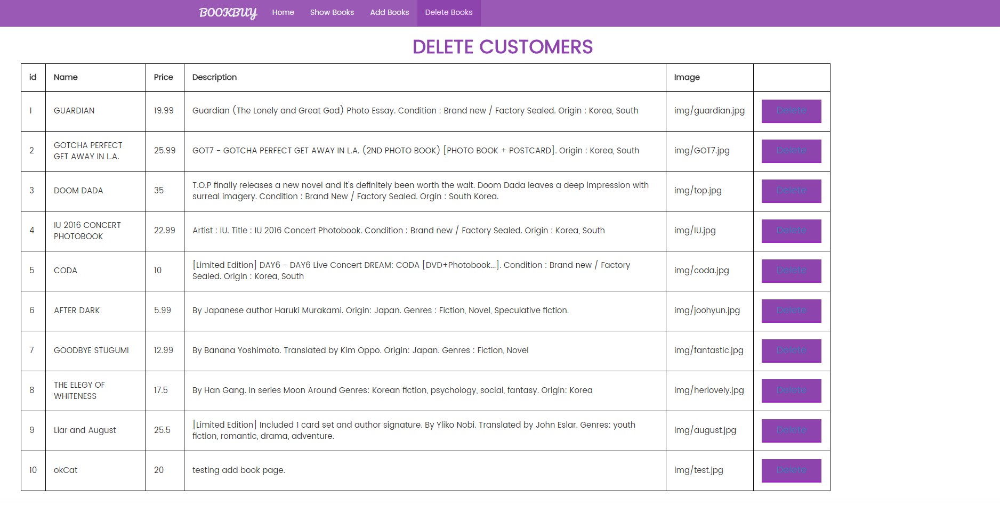 BOOKBUY Home Show Books Add Books Delete Books
DELETE CUSTOMERS
id Name Price Description Image
1 GUARDIAN 19.99 Guardian (The Lonely and Great God) Photo Essay. Condition : Brand new / Factory Sealed. Origin : Korea, South img/guardian.jpg Delete
2 GOTCHA PERFECT
GET AWAY IN L.A. 25.99 GOT7 - GOTCHA PERFECT GET AWAY IN L.A. (2ND PHOTO BOOK) [PHOTO BOOK + POSTCARD]. Origin : Korea, South img/GOT7.jpg Delete
3 DOOM DADA 35 T.O.P finally releases a new novel and it's definitely been worth the wait. Doom Dada leaves a deep impression with
surreal imagery. Condition : Brand New / Factory Sealed. Orgin : South Korea. img/top.jpg Delete
4 IU 2016 CONCERT
PHOTOBOOK 22.99 Artist : IU. Title : IU 2016 Concert Photobook. Condition : Brand new / Factory Sealed. Origin : Korea, South img/IU.jpg Delete
5 CODA 10 [Limited Edition] DAY6 - DAY6 Live Concert DREAM: CODA [DVD+Photobook...]. Condition : Brand new / Factory
Sealed. Origin : Korea, South img/coda.jpg Delete
6 AFTER DARK 5.99 By Japanese author Haruki Murakami. Origin: Japan. Genres : Fiction, Novel, Speculative fiction. img/joohyun.jpg Delete
7 GOODBYE STUGUMI 12.99 By Banana Yoshimoto. Translated by Kim Oppo. Origin: Japan. Genres : Fiction, Novel img/fantastic.jpg Delete
8 THE ELEGY OF
WHITENESS 17.5 By Han Gang. In series Moon Around Genres: Korean fiction, psychology, social, fantasy. Origin: Korea img/herlovely.jpg Delete
9 Liar and August 25.5 [Limited Edition] Included 1 card set and author signature. By Yliko Nobi. Translated by John Eslar. Genres: youth
fiction, romantic, drama, adventure. img/august.jpg Delete
10 okCat 20 testing add book page. img/test.jpg Delete